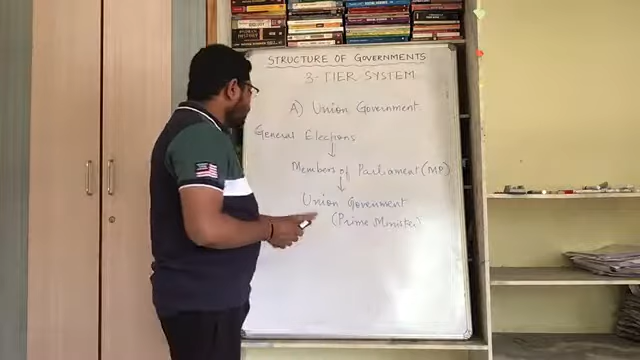 STRUCTURE OF GOVERNMENTS
3-TIER SYSTEM
A) Union Government.
General Elections
Members of Parliament (MP)
Union Government
(Prime Minister)